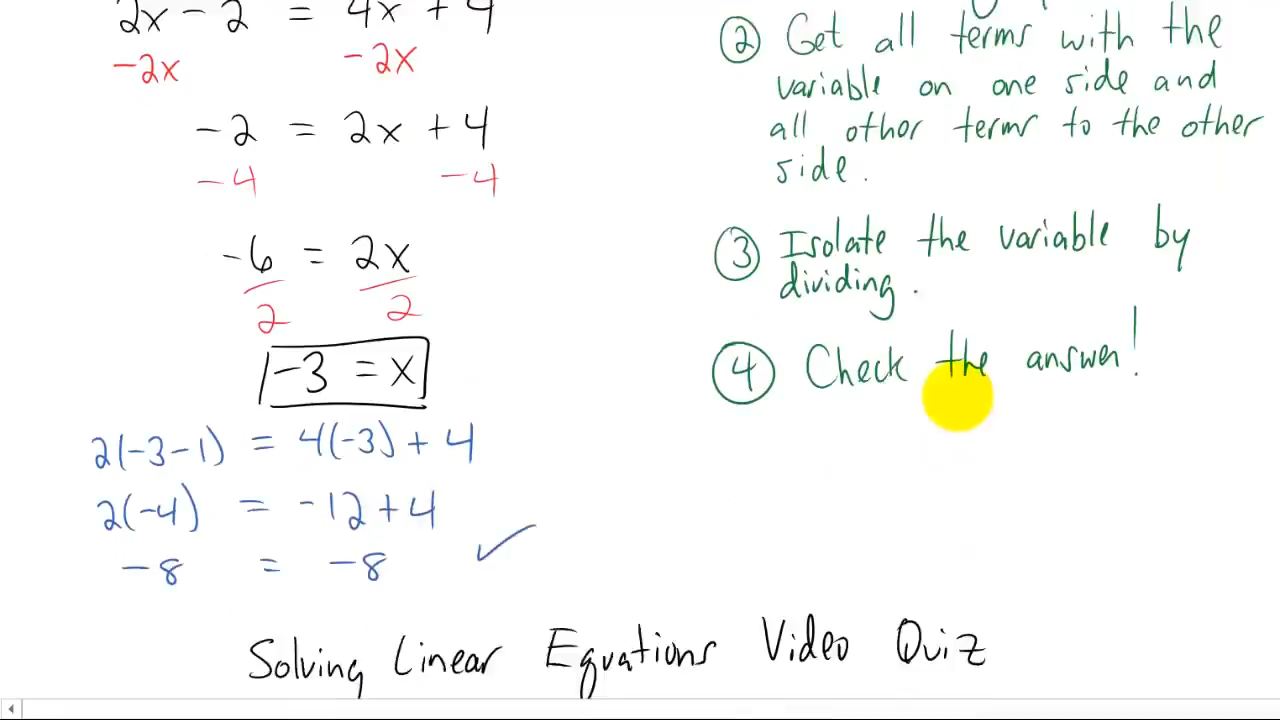 2x - 2 = 4x + 4
-2x -2x
-2 = 2x + 4
-4 -4
-6 = 2x
2 2
-3 = x
2(-3-1) = 4(-3) + 4
2(-4) = -12 + 4
-8 = -8 ✓
② Get all terms with the
variable on one side and
all other terms to the other
side.
③ Isolate the variable by
dividing.
④ Check the answer!
Solving Linear Equations Video Quiz